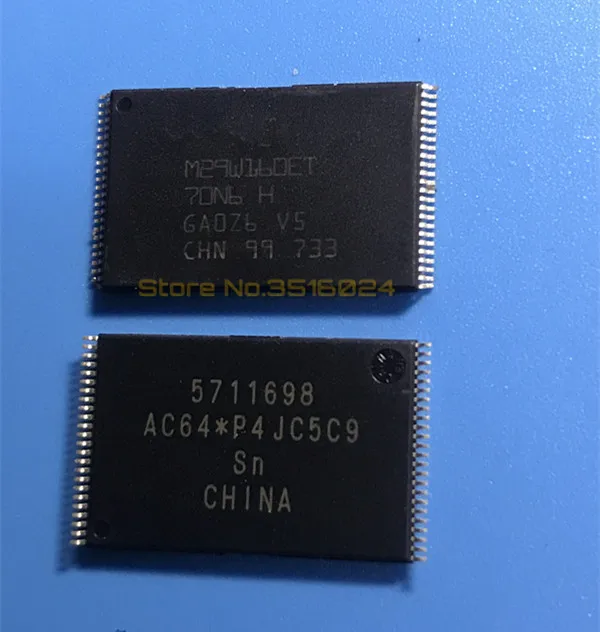 M29W160ET
70N6 H
GA0Z6 V5
CHN 99 733
Store No.3516024
5711698
AC64*P4JC5C9
Sn
CHINA